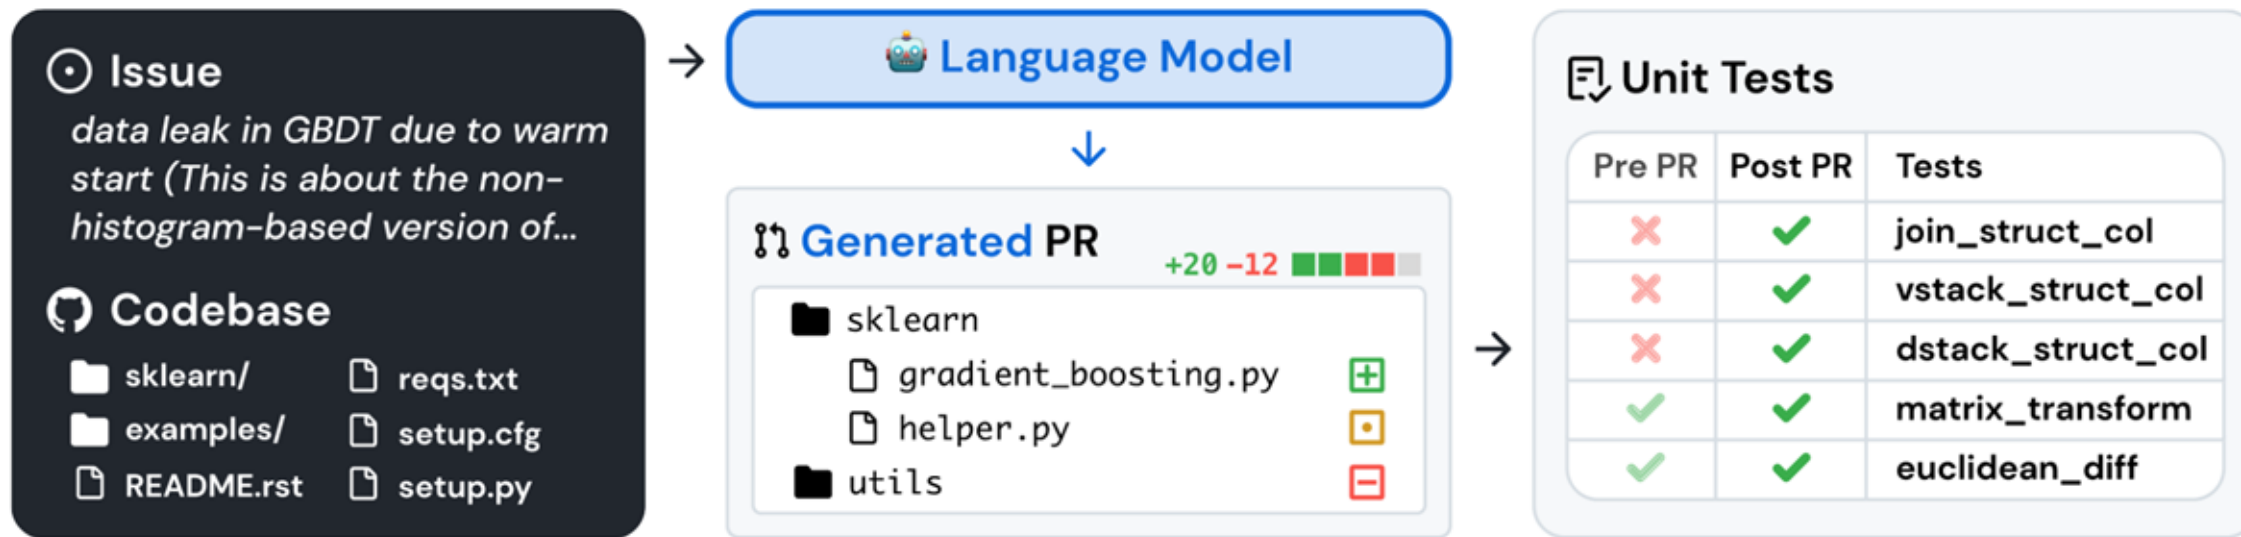 Issue
data leak in GBDT due to warm
start (This is about the non-
histogram-based version of...
Codebase
sklearn/
reqs.txt
examples/
setup.cfg
README.rst
setup.py
Language Model
Generated PR
+20 -12
sklearn
gradient_boosting.py
helper.py
utils
Unit Tests
Pre PR Post PR Tests
join_struct_col
vstack_struct_col
dstack_struct_col
matrix_transform
euclidean_diff